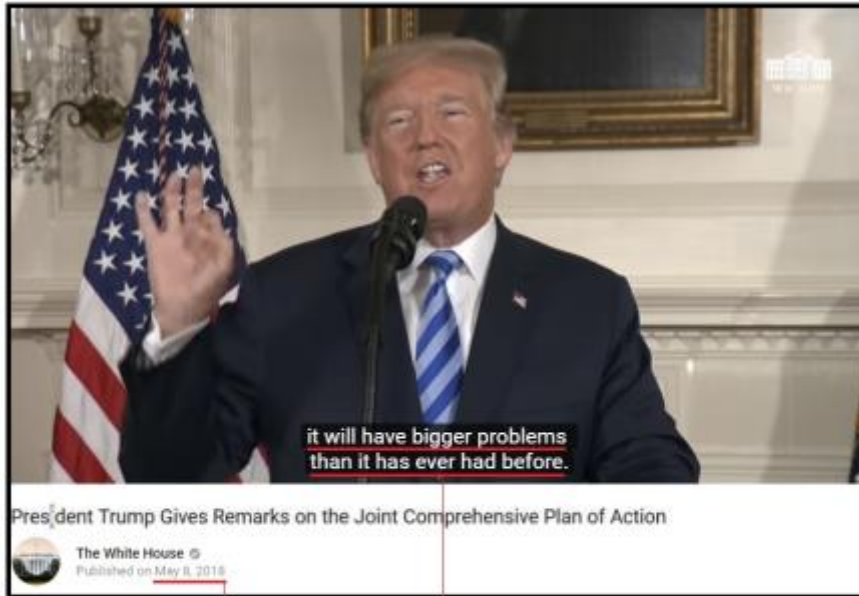 it will have bigger problems
than it has ever had before.
President Trump Gives Remarks on the Joint Comprehensive Plan of Action
The White House
Published on May 8, 2018